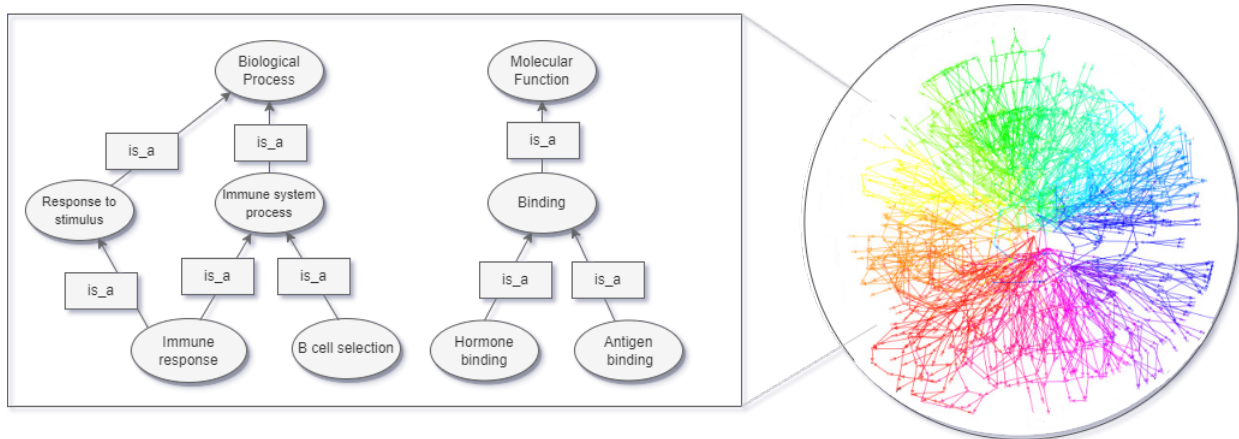 Biological
Process
Molecular
Function
is_a
is_a
is_a
Response to
stimulus
Immune system
process
Binding
is_a
is_a
is_a
is_a
is_a
Immune
response
B cell selection
Hormone
binding
Antigen
binding